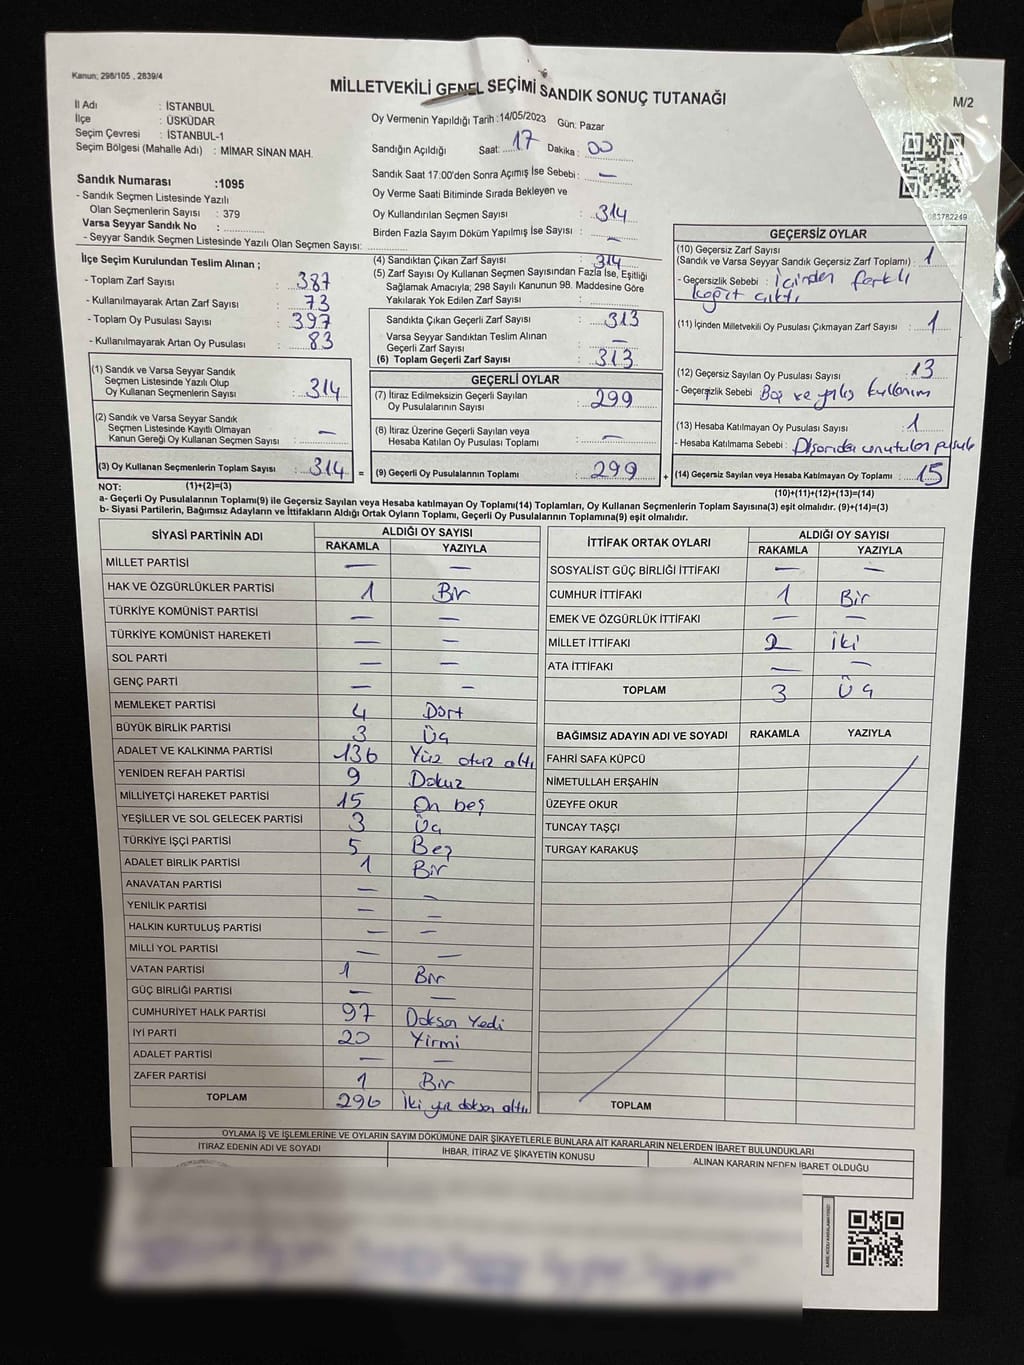 Kanun; 298/105 , 2839/4
MİLLETVEKİLİ GENEL SEÇİMİ SANDIK SONUÇ TUTANAĞI
M/2
İl Adı : İSTANBUL
İlçe : ÜSKÜDAR
Seçim Çevresi : İSTANBUL-1
Seçim Bölgesi (Mahalle Adı) : MİMAR SİNAN MAH.
Sandık Numarası :1095
- Sandık Seçmen Listesinde Yazılı
Olan Seçmenlerin Sayısı : 379
Varsa Seyyar Sandık No :
- Seyyar Sandık Seçmen Listesinde Yazılı Olan Seçmen Sayısı:
Oy Vermenin Yapıldığı Tarih :14/05/2023 Gün: Pazar
Sandığın Açıldığı Saat: 17 Dakika : 00
Sandık Saat 17.00'den Sonra Açımış İse Sebebi : —
Oy Verme Saati Bitiminde Sırada Bekleyen ve
Oy Kullandırılan Seçmen Sayısı : 314
Birden Fazla Sayım Döküm Yapılmış İse Sayısı : —
083782249
İlçe Seçim Kurulundan Teslim Alınan ;
- Toplam Zarf Sayısı : 387
- Kullanılmayarak Artan Zarf Sayısı : 73
- Toplam Oy Pusulası Sayısı : 397
- Kullanılmayarak Artan Oy Pusulası : 83
(1) Sandık ve Varsa Seyyar Sandık
Seçmen Listesinde Yazılı Olup
Oy Kullanan Seçmenlerin Sayısı : 314
(2) Sandık ve Varsa Seyyar Sandık
Seçmen Listesinde Kayıtlı Olmayan
Kanun Gereği Oy Kullanan Seçmen Sayısı : —
(3) Oy Kullanan Seçmenlerin Toplam Sayısı : 314
(4) Sandıktan Çıkan Zarf Sayısı : 314
(5) Zarf Sayısı Oy Kullanan Seçmen Sayısından Fazla İse, Eşitliği
Sağlamak Amacıyla; 298 Sayılı Kanunun 98. Maddesine Göre
Yakılarak Yok Edilen Zarf Sayısı :
Sandıkta Çıkan Geçerli Zarf Sayısı : 313
Varsa Seyyar Sandıktan Teslim Alınan
Geçerli Zarf Sayısı : —
(6) Toplam Geçerli Zarf Sayısı : 313
GEÇERLİ OYLAR
(7) İtiraz Edilmeksizin Geçerli Sayılan
Oy Pusulalarının Sayısı : 299
(8) İtiraz Üzerine Geçerli Sayılan veya
Hesaba Katılan Oy Pusulası Toplamı : —
= (9) Geçerli Oy Pusulalarının Toplamı : 299 +
GEÇERSİZ OYLAR
(10) Geçersiz Zarf Sayısı
(Sandık ve Varsa Seyyar Sandık Geçersiz Zarf Toplamı) : 1
- Geçersizlik Sebebi : İçinden farklı
kağıt çıktı
(11) İçinden Milletvekili Oy Pusulası Çıkmayan Zarf Sayısı : 1
(12) Geçersiz Sayılan Oy Pusulası Sayısı : 13
- Geçersizlik Sebebi : Boş ve yanlış kullanım
(13) Hesaba Katılmayan Oy Pusulası Sayısı : 1
- Hesaba Katılmama Sebebi : Dışarıda unutulan pusula
(14) Geçersiz Sayılan veya Hesaba Katılmayan Oy Toplamı : 15
NOT: (1)+(2)=(3)
(10)+(11)+(12)+(13)=(14)
a- Geçerli Oy Pusulalarının Toplamı(9) ile Geçersiz Sayılan veya Hesaba katılmayan Oy Toplamı(14) Toplamları, Oy Kullanan Seçmenlerin Toplam Sayısına(3) eşit olmalıdır. (9)+(14)=(3)
b- Siyasi Partilerin, Bağımsız Adayların ve İttifakların Aldığı Ortak Oyların Toplamı, Geçerli Oy Pusulalarının Toplamına(9) eşit olmalıdır.
SİYASİ PARTİNİN ADI ALDIĞI OY SAYISI
RAKAMLA YAZIYLA
MİLLET PARTİSİ — —
HAK VE ÖZGÜRLÜKLER PARTİSİ 1 Bir
TÜRKİYE KOMÜNİST PARTİSİ — —
TÜRKİYE KOMÜNİST HAREKETİ — —
SOL PARTİ — —
GENÇ PARTİ — —
MEMLEKET PARTİSİ 4 Dört
BÜYÜK BİRLİK PARTİSİ 3 Üç
ADALET VE KALKINMA PARTİSİ 136 Yüz otuz altı
YENİDEN REFAH PARTİSİ 9 Dokuz
MİLLİYETÇİ HAREKET PARTİSİ 15 On beş
YEŞİLLER VE SOL GELECEK PARTİSİ 3 Üç
TÜRKİYE İŞÇİ PARTİSİ 5 Beş
ADALET BİRLİK PARTİSİ 1 Bir
ANAVATAN PARTİSİ — —
YENİLİK PARTİSİ — —
HALKIN KURTULUŞ PARTİSİ — —
MİLLİ YOL PARTİSİ — —
VATAN PARTİSİ 1 Bir
GÜÇ BİRLİĞİ PARTİSİ — —
CUMHURİYET HALK PARTİSİ 97 Doksan Yedi
İYİ PARTİ 20 Yirmi
ADALET PARTİSİ — —
ZAFER PARTİSİ 1 Bir
TOPLAM 296 İki yüz doksan altı
İTTİFAK ORTAK OYLARI ALDIĞI OY SAYISI
RAKAMLA YAZIYLA
SOSYALİST GÜÇ BİRLİĞİ İTTİFAKI — —
CUMHUR İTTİFAKI 1 Bir
EMEK VE ÖZGÜRLÜK İTTİFAKI — —
MİLLET İTTİFAKI 2 İki
ATA İTTİFAKI — —
TOPLAM 3 Üç
BAĞIMSIZ ADAYIN ADI VE SOYADI RAKAMLA YAZIYLA
FAHRİ SAFA KÜPCÜ
NİMETULLAH ERŞAHİN
ÜZEYFE OKUR
TUNCAY TAŞÇI
TURGAY KARAKUŞ
TOPLAM
OYLAMA İŞ VE İŞLEMLERİNE VE OYLARIN SAYIM DÖKÜMÜNE DAİR ŞİKAYETLERLE BUNLARA AİT KARARLARIN NELERDEN İBARET BULUNDUKLARI
İTİRAZ EDENİN ADI VE SOYADI İHBAR, İTİRAZ VE ŞİKAYETİN KONUSU ALINAN KARARIN NEDEN İBARET OLDUĞU